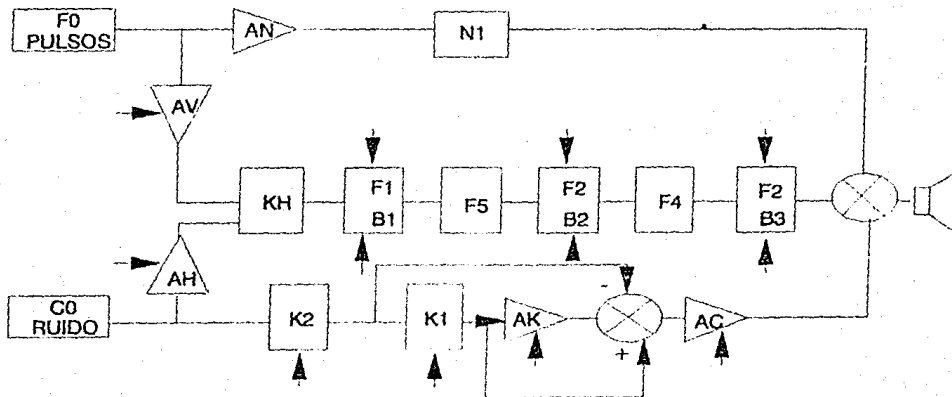 F0
PULSOS
AN
N1
AV
KH
F1
B1
F5
F2
B2
F4
F2
B3
AH
C0
RUIDO
K2
K1
AK
-
+
AC